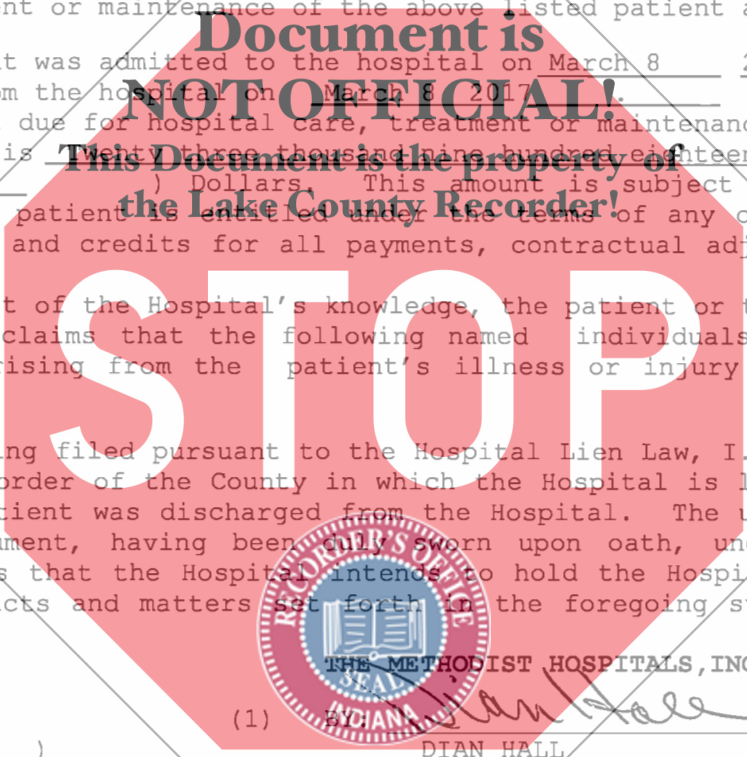 nt or maintenance of the above listed patient a
Document is
t was admitted to the hospital on March 8 2
NOT OFFICIAL!
om the hospital on March 8 2017.
due for hospital care, treatment or maintenanc
This Document is the property of
is Twenty three thousand nine hundred eighteen
) Dollars. This amount is subject
the Lake County Recorder!
patient is entitled under the terms of any c
and credits for all payments, contractual adj
STOP
t of the Hospital's knowledge, the patient or t
claims that the following named individuals
rising from the patient's illness or injury
ng filed pursuant to the Hospital Lien Law, I.
order of the County in which the Hospital is l
tient was discharged from the Hospital. The u
ment, having been duly sworn upon oath, un
s that the Hospital intends to hold the Hospi
cts and matters set forth in the foregoing s
RECORDER'S OFFICE
SEAL
INDIANA
THE METHODIST HOSPITALS, INC
(1) BY: Dian Hall
) DIAN HALL